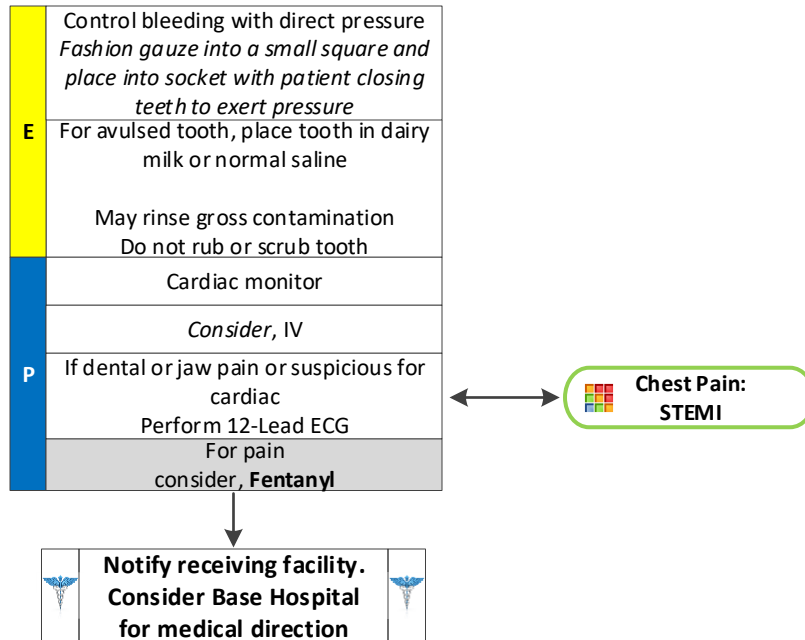 Control bleeding with direct pressure
Fashion gauze into a small square and
place into socket with patient closing
teeth to exert pressure
E
For avulsed tooth, place tooth in dairy
milk or normal saline
May rinse gross contamination
Do not rub or scrub tooth
Cardiac monitor
Consider, IV
P
If dental or jaw pain or suspicious for
cardiac
Perform 12-Lead ECG
For pain
consider, Fentanyl
Chest Pain:
STEMI
Notify receiving facility.
Consider Base Hospital
for medical direction